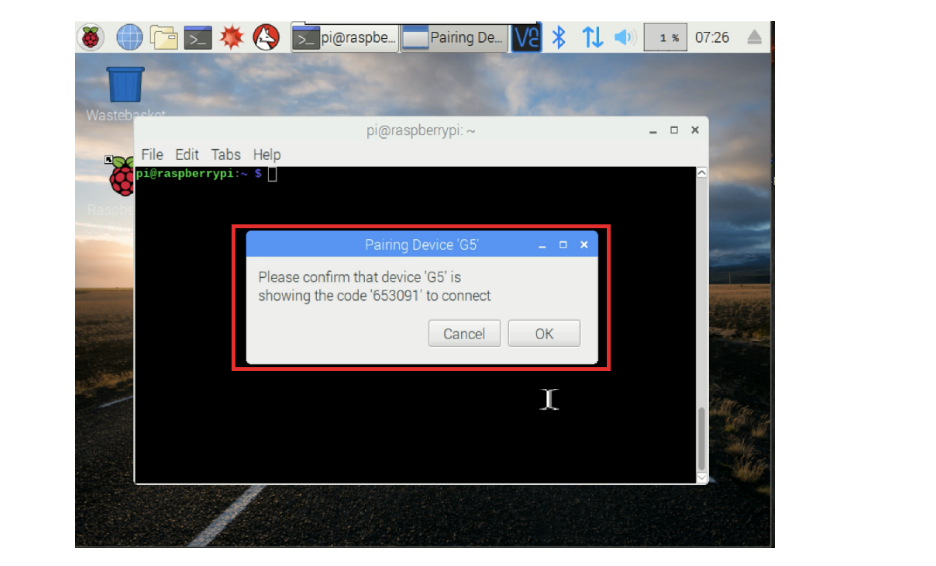 pi@raspbe...
Pairing De...
V2
1 %
07:26
Wastebasket
pi@raspberrypi: ~
File Edit Tabs Help
pi@raspberrypi:~ $
Pairing Device 'G5'
Please confirm that device 'G5' is
showing the code '653091' to connect
Cancel
OK